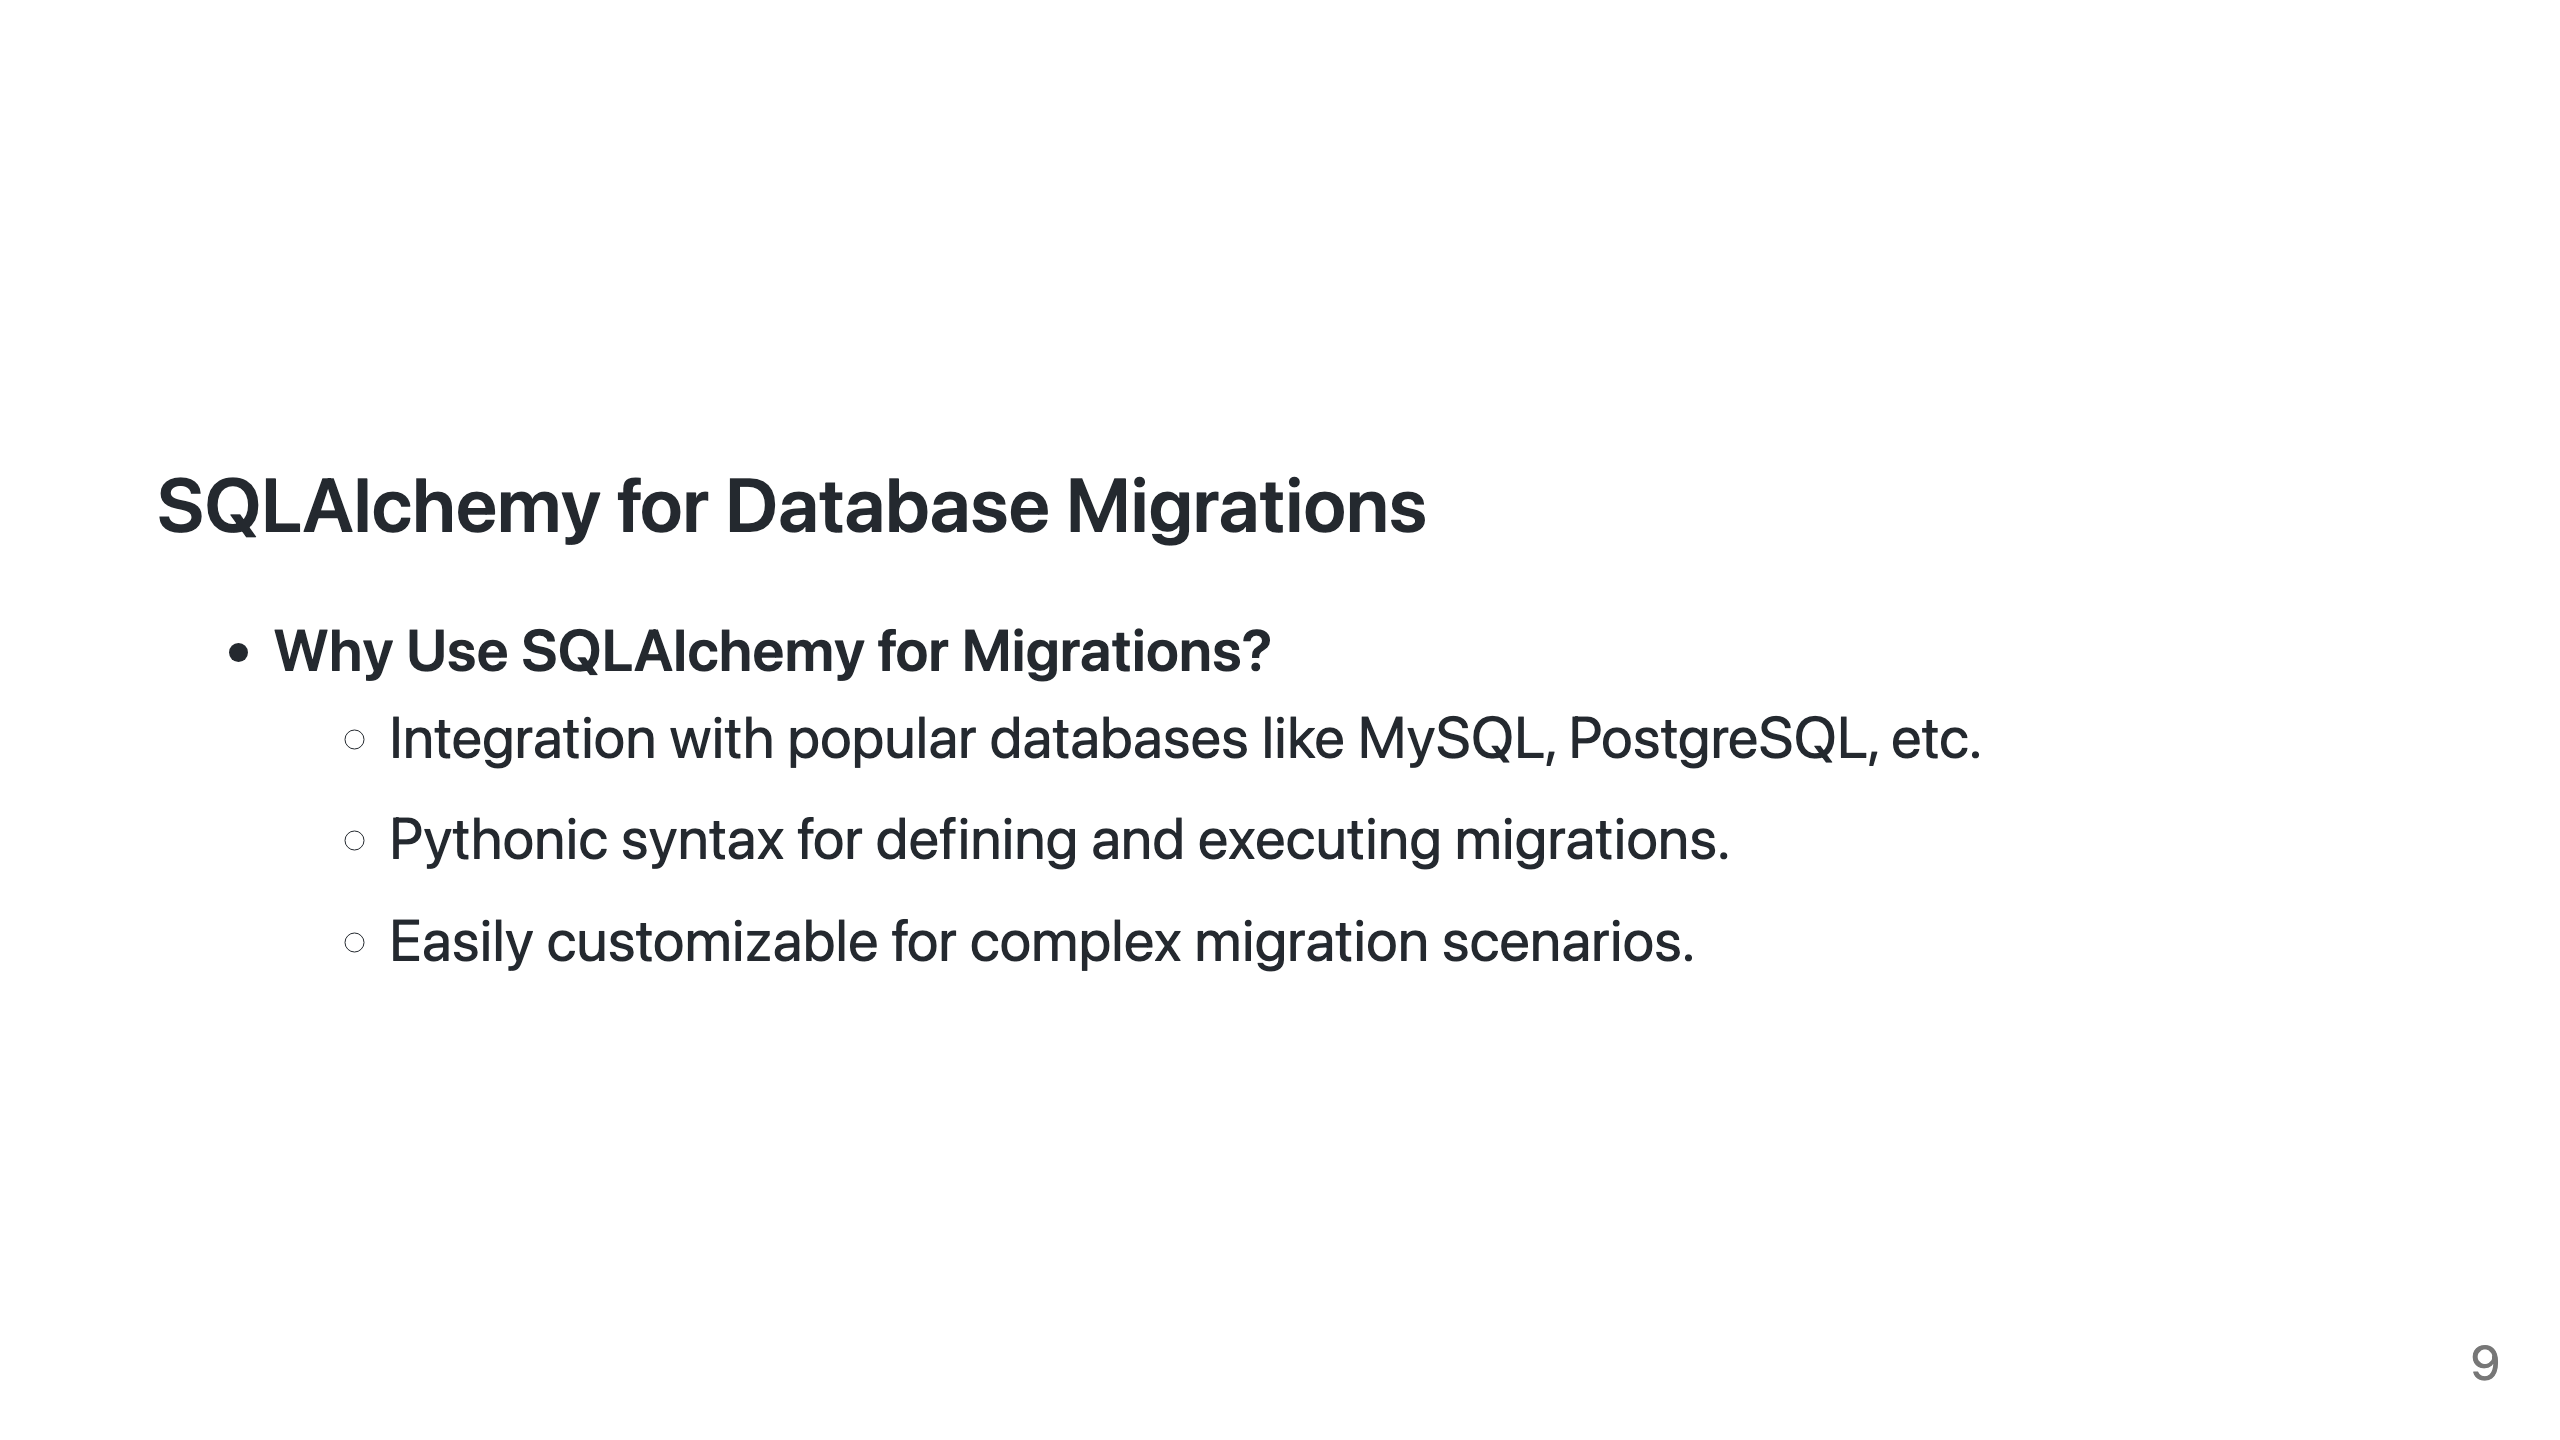 SQLAlchemy for Database Migrations
• Why Use SQLAlchemy for Migrations?
○ Integration with popular databases like MySQL, PostgreSQL, etc.
○ Pythonic syntax for defining and executing migrations.
○ Easily customizable for complex migration scenarios.
9